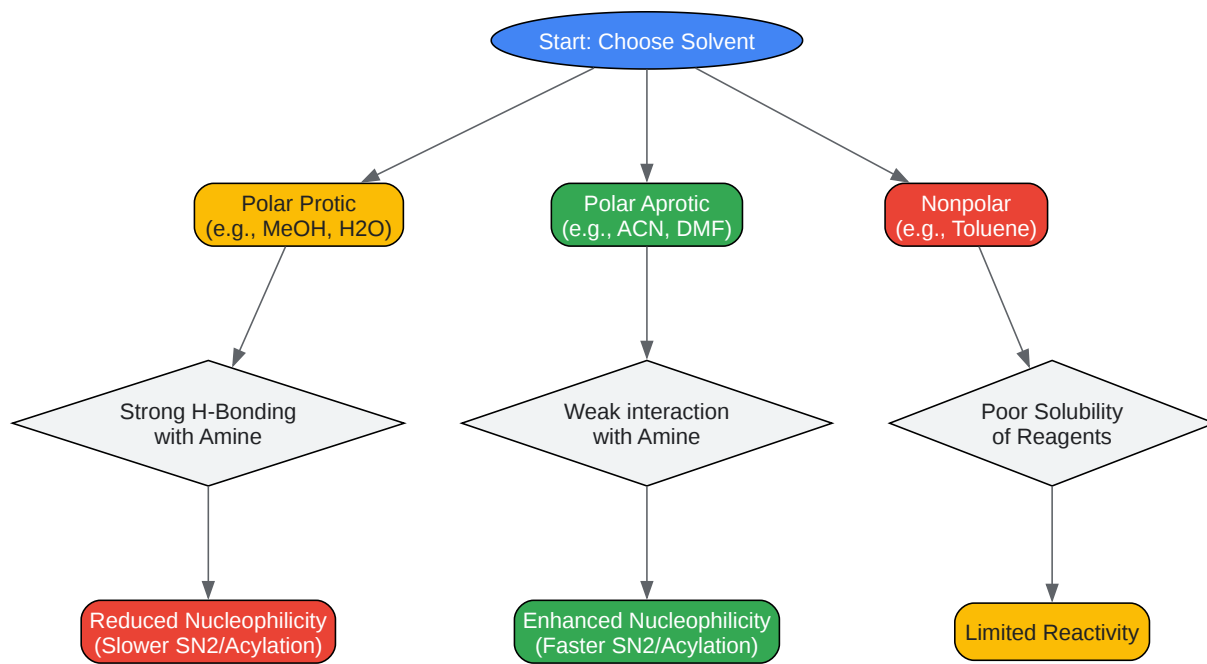 Start: Choose Solvent
Polar Protic
(e.g., MeOH, H2O)
Polar Aprotic
(e.g., ACN, DMF)
Nonpolar
(e.g., Toluene)
Strong H-Bonding
with Amine
Weak interaction
with Amine
Poor Solubility
of Reagents
Reduced Nucleophilicity
(Slower SN2/Acylation)
Enhanced Nucleophilicity
(Faster SN2/Acylation)
Limited Reactivity